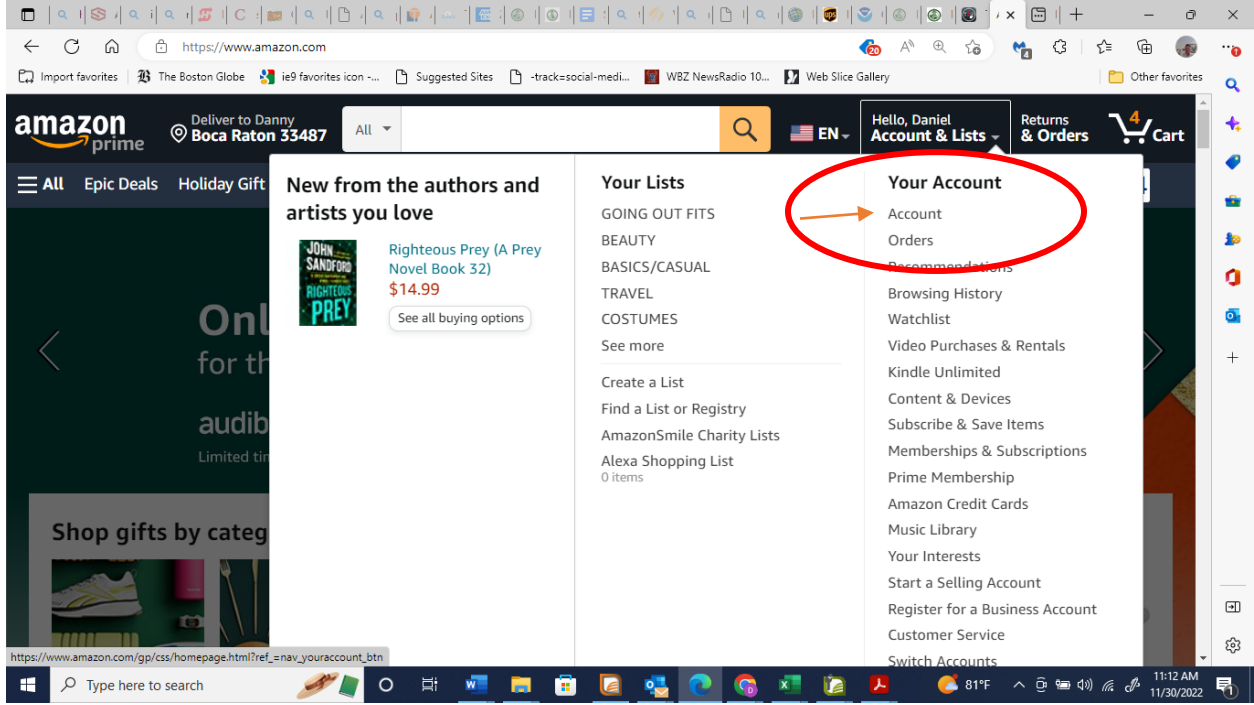 https://www.amazon.com
20
4
Import favorites
The Boston Globe
ie9 favorites icon -...
Suggested Sites
-track=social-medi...
WBZ NewsRadio 10...
Web Slice Gallery
Other favorites
amazon
prime
Deliver to Danny
Boca Raton 33487
All
EN
Hello, Daniel
Account & Lists
Returns
& Orders
4
Cart
All
Epic Deals
Holiday Gift
New from the authors and
artists you love
JOHN
SANDFORD
RIGHTEOUS
PREY
Righteous Prey (A Prey
Novel Book 32)
$14.99
See all buying options
Your Lists
GOING OUT FITS
BEAUTY
BASICS/CASUAL
TRAVEL
COSTUMES
See more
Create a List
Find a List or Registry
AmazonSmile Charity Lists
Alexa Shopping List
0 items
Your Account
Account
Orders
Recommendations
Browsing History
Watchlist
Video Purchases & Rentals
Kindle Unlimited
Content & Devices
Subscribe & Save Items
Memberships & Subscriptions
Prime Membership
Amazon Credit Cards
Music Library
Your Interests
Start a Selling Account
Register for a Business Account
Customer Service
Switch Accounts
Onl
for th
audib
Limited tin
Shop gifts by categ
https://www.amazon.com/gp/css/homepage.html?ref_=nav_youraccount_btn
Type here to search
81°F
11:12 AM
11/30/2022